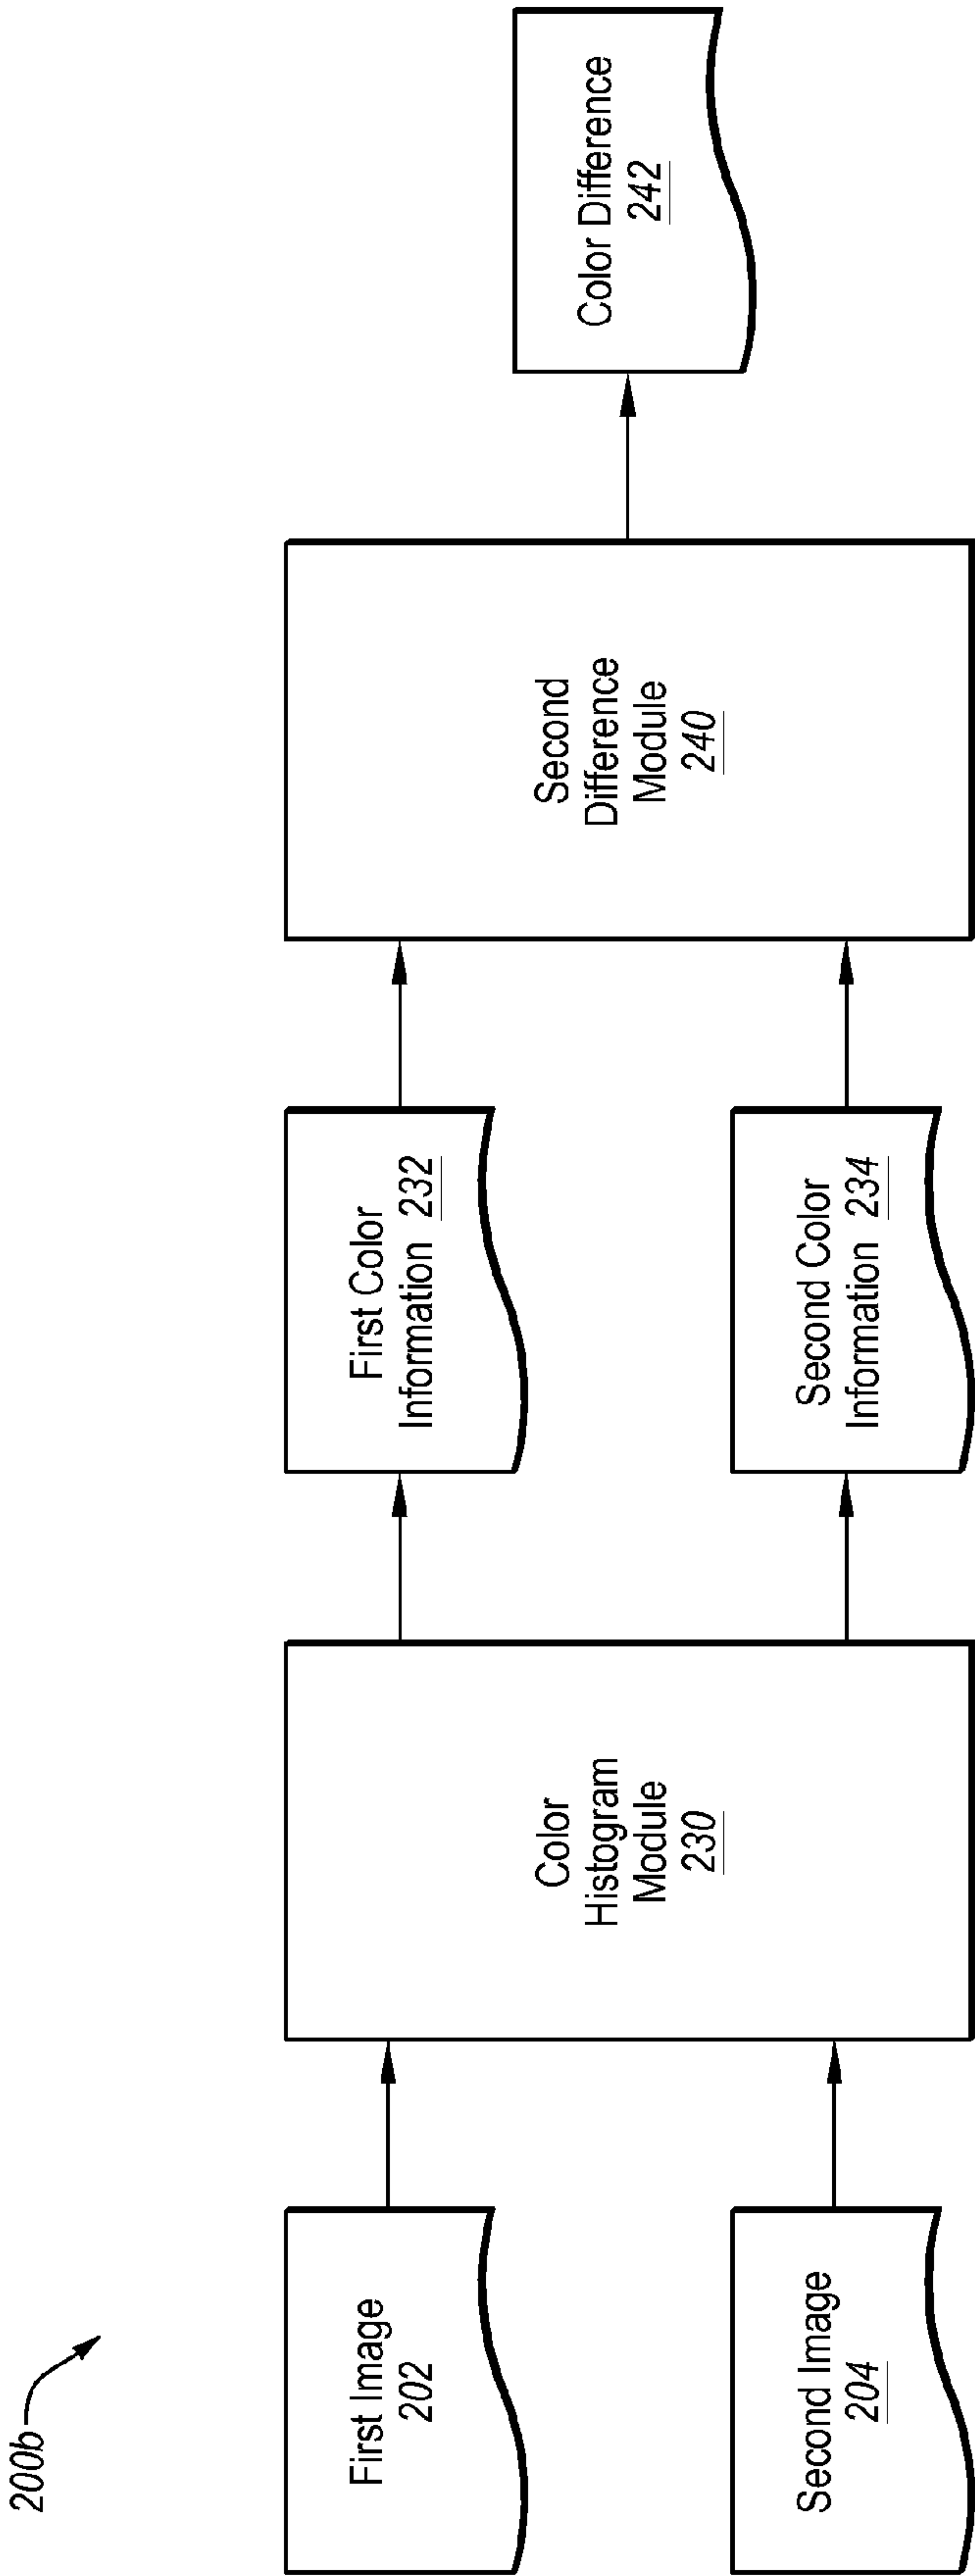 200b
First Image
202
Second Image
204
Color
Histogram
Module
230
First Color
Information 232
Second Color
Information 234
Second
Difference
Module
240
Color Difference
242